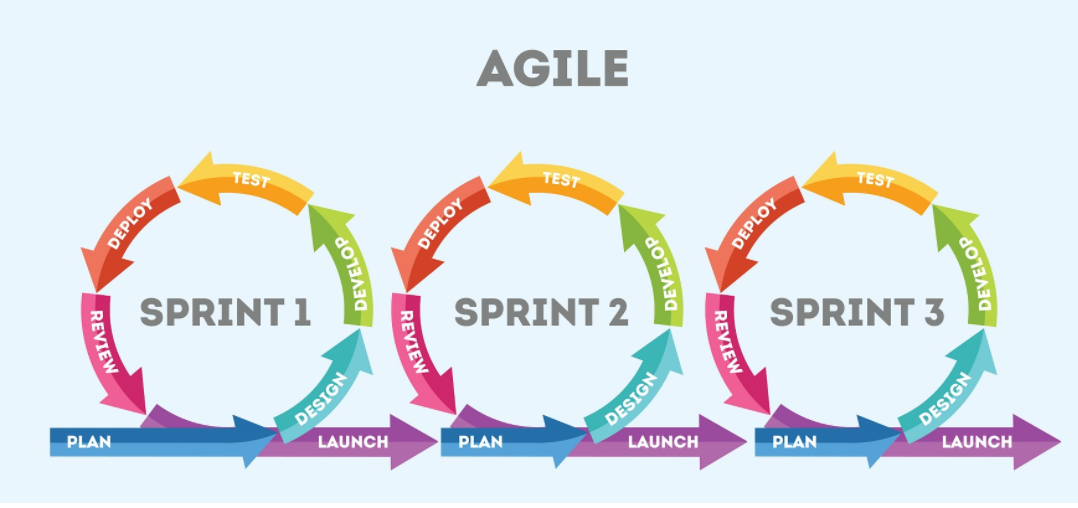 AGILE
SPRINT 1
PLAN
DESIGN
DEVELOP
TEST
DEPLOY
REVIEW
LAUNCH
SPRINT 2
PLAN
DESIGN
DEVELOP
TEST
DEPLOY
REVIEW
LAUNCH
SPRINT 3
PLAN
DESIGN
DEVELOP
TEST
DEPLOY
REVIEW
LAUNCH